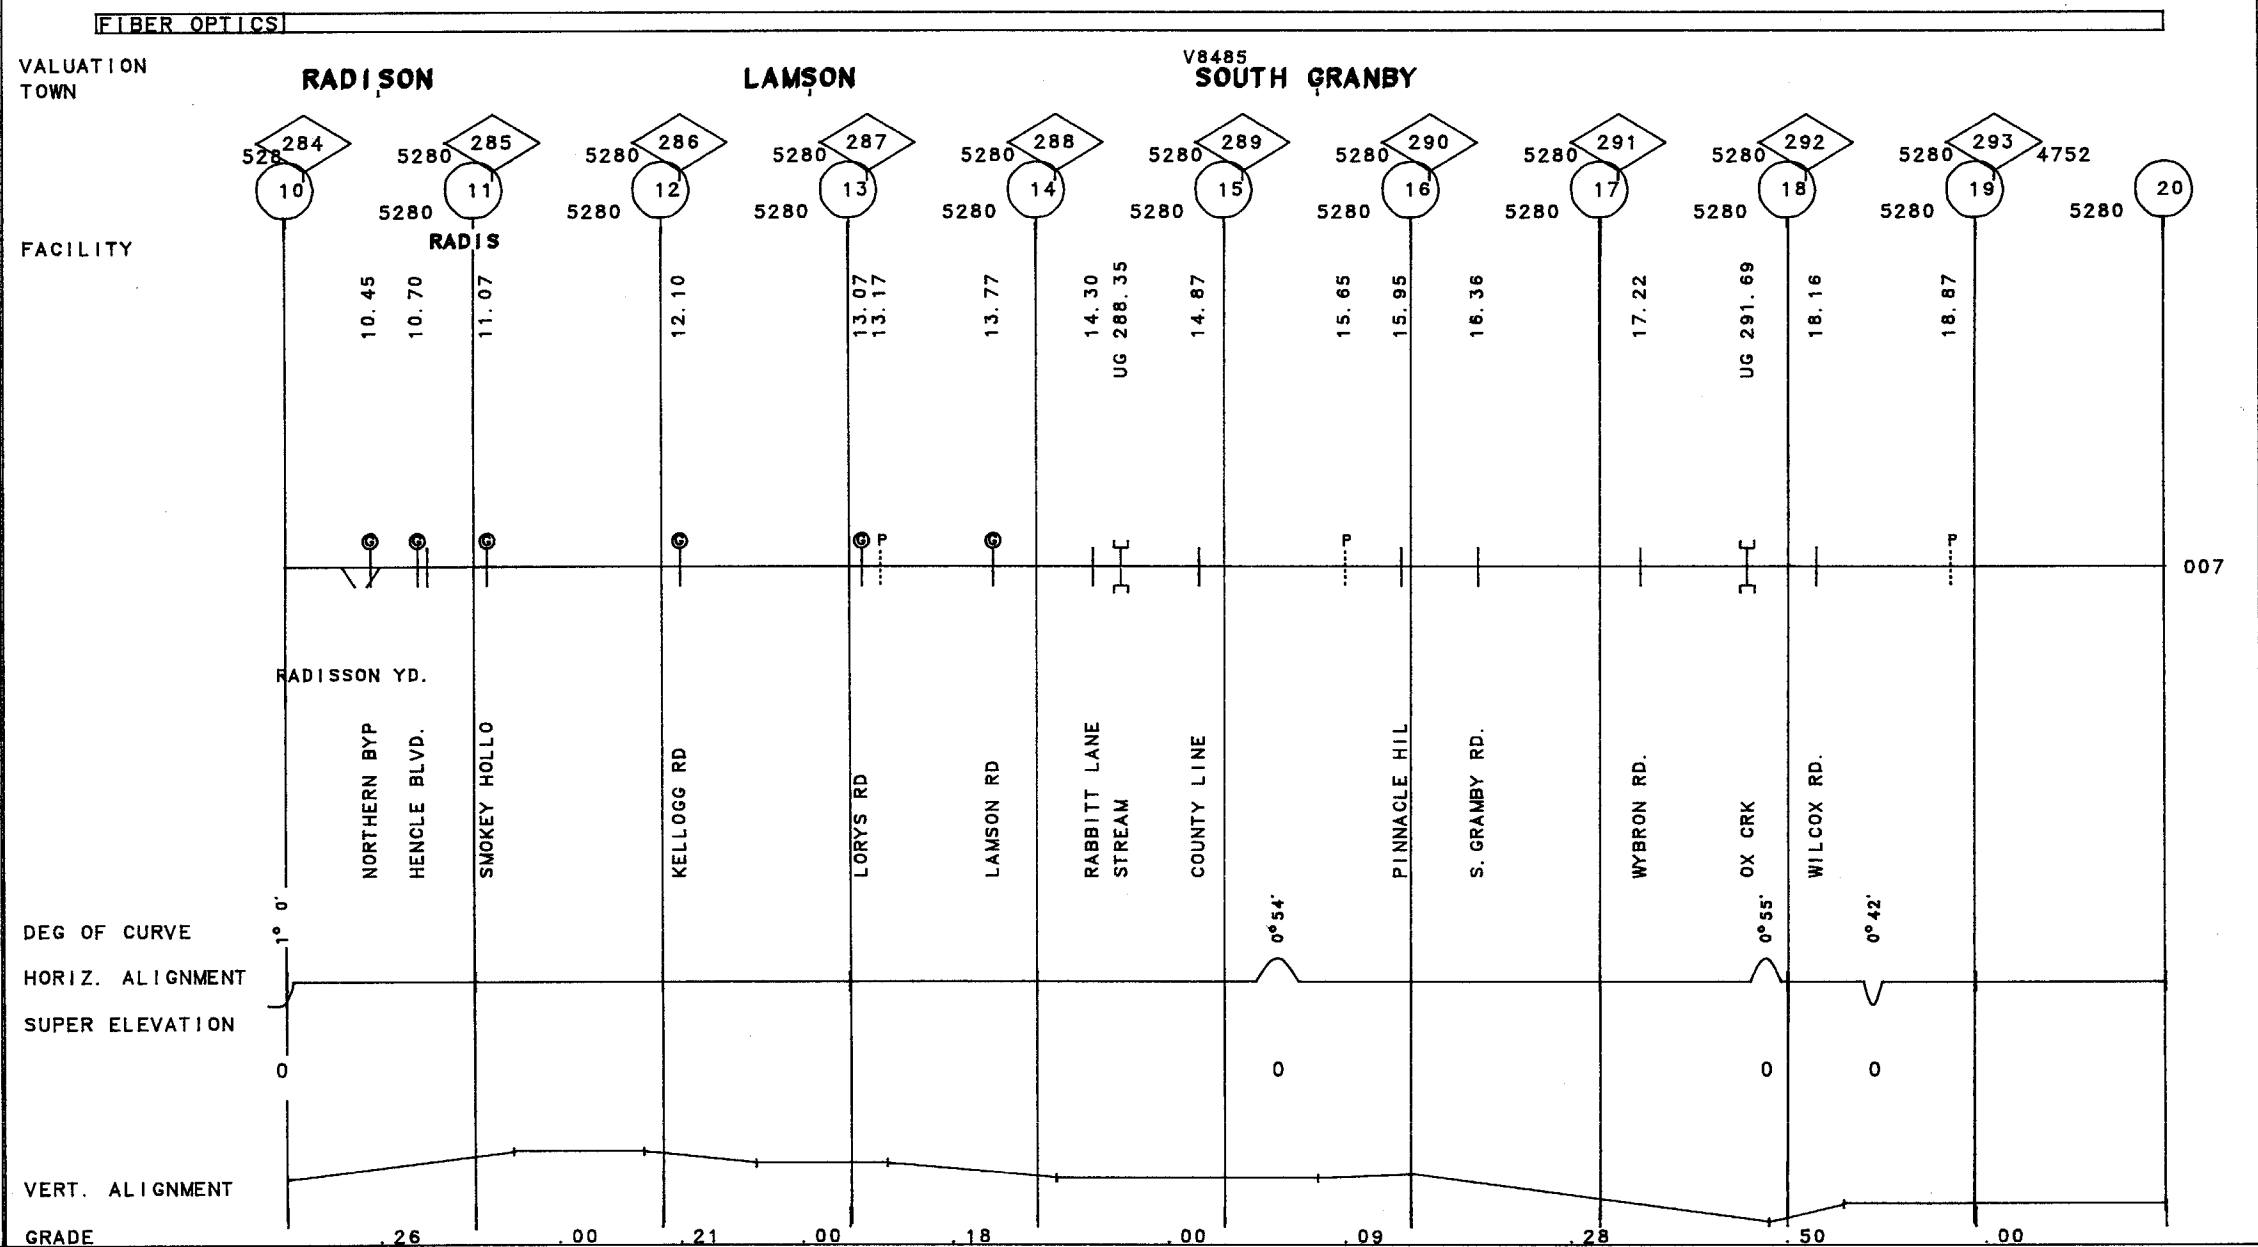 FIBER OPTICS
V8485
VALUATION
TOWN
RADISON LAMSON SOUTH GRANBY
284 285 286 287 288 289 290 291 292 293
528 5280 5280 5280 5280 5280 5280 5280 5280 5280 4752
10 11 12 13 14 15 16 17 18 19 20
5280 5280 5280 5280 5280 5280 5280 5280 5280 5280
FACILITY
RADIS
10.45
10.70
11.07
12.10
13.07
13.17
13.77
14.30
UG 288.35
14.87
15.65
15.95
16.36
17.22
UG 291.69
18.16
18.87
G G G G G P G P P
007
RADISSON YD.
NORTHERN BYP
HENCLE BLVD.
SMOKEY HOLLO
KELLOGG RD
LORYS RD
LAMSON RD
RABBITT LANE
STREAM
COUNTY LINE
PINNACLE HIL
S. GRAMBY RD.
WYBRON RD.
OX CRK
WILCOX RD.
DEG OF CURVE 1° 0' 0° 54' 0° 55' 0° 42'
HORIZ. ALIGNMENT
SUPER ELEVATION
0 0 0 0
VERT. ALIGNMENT
GRADE .26 .00 .21 .00 .18 .00 .09 .28 .50 .00